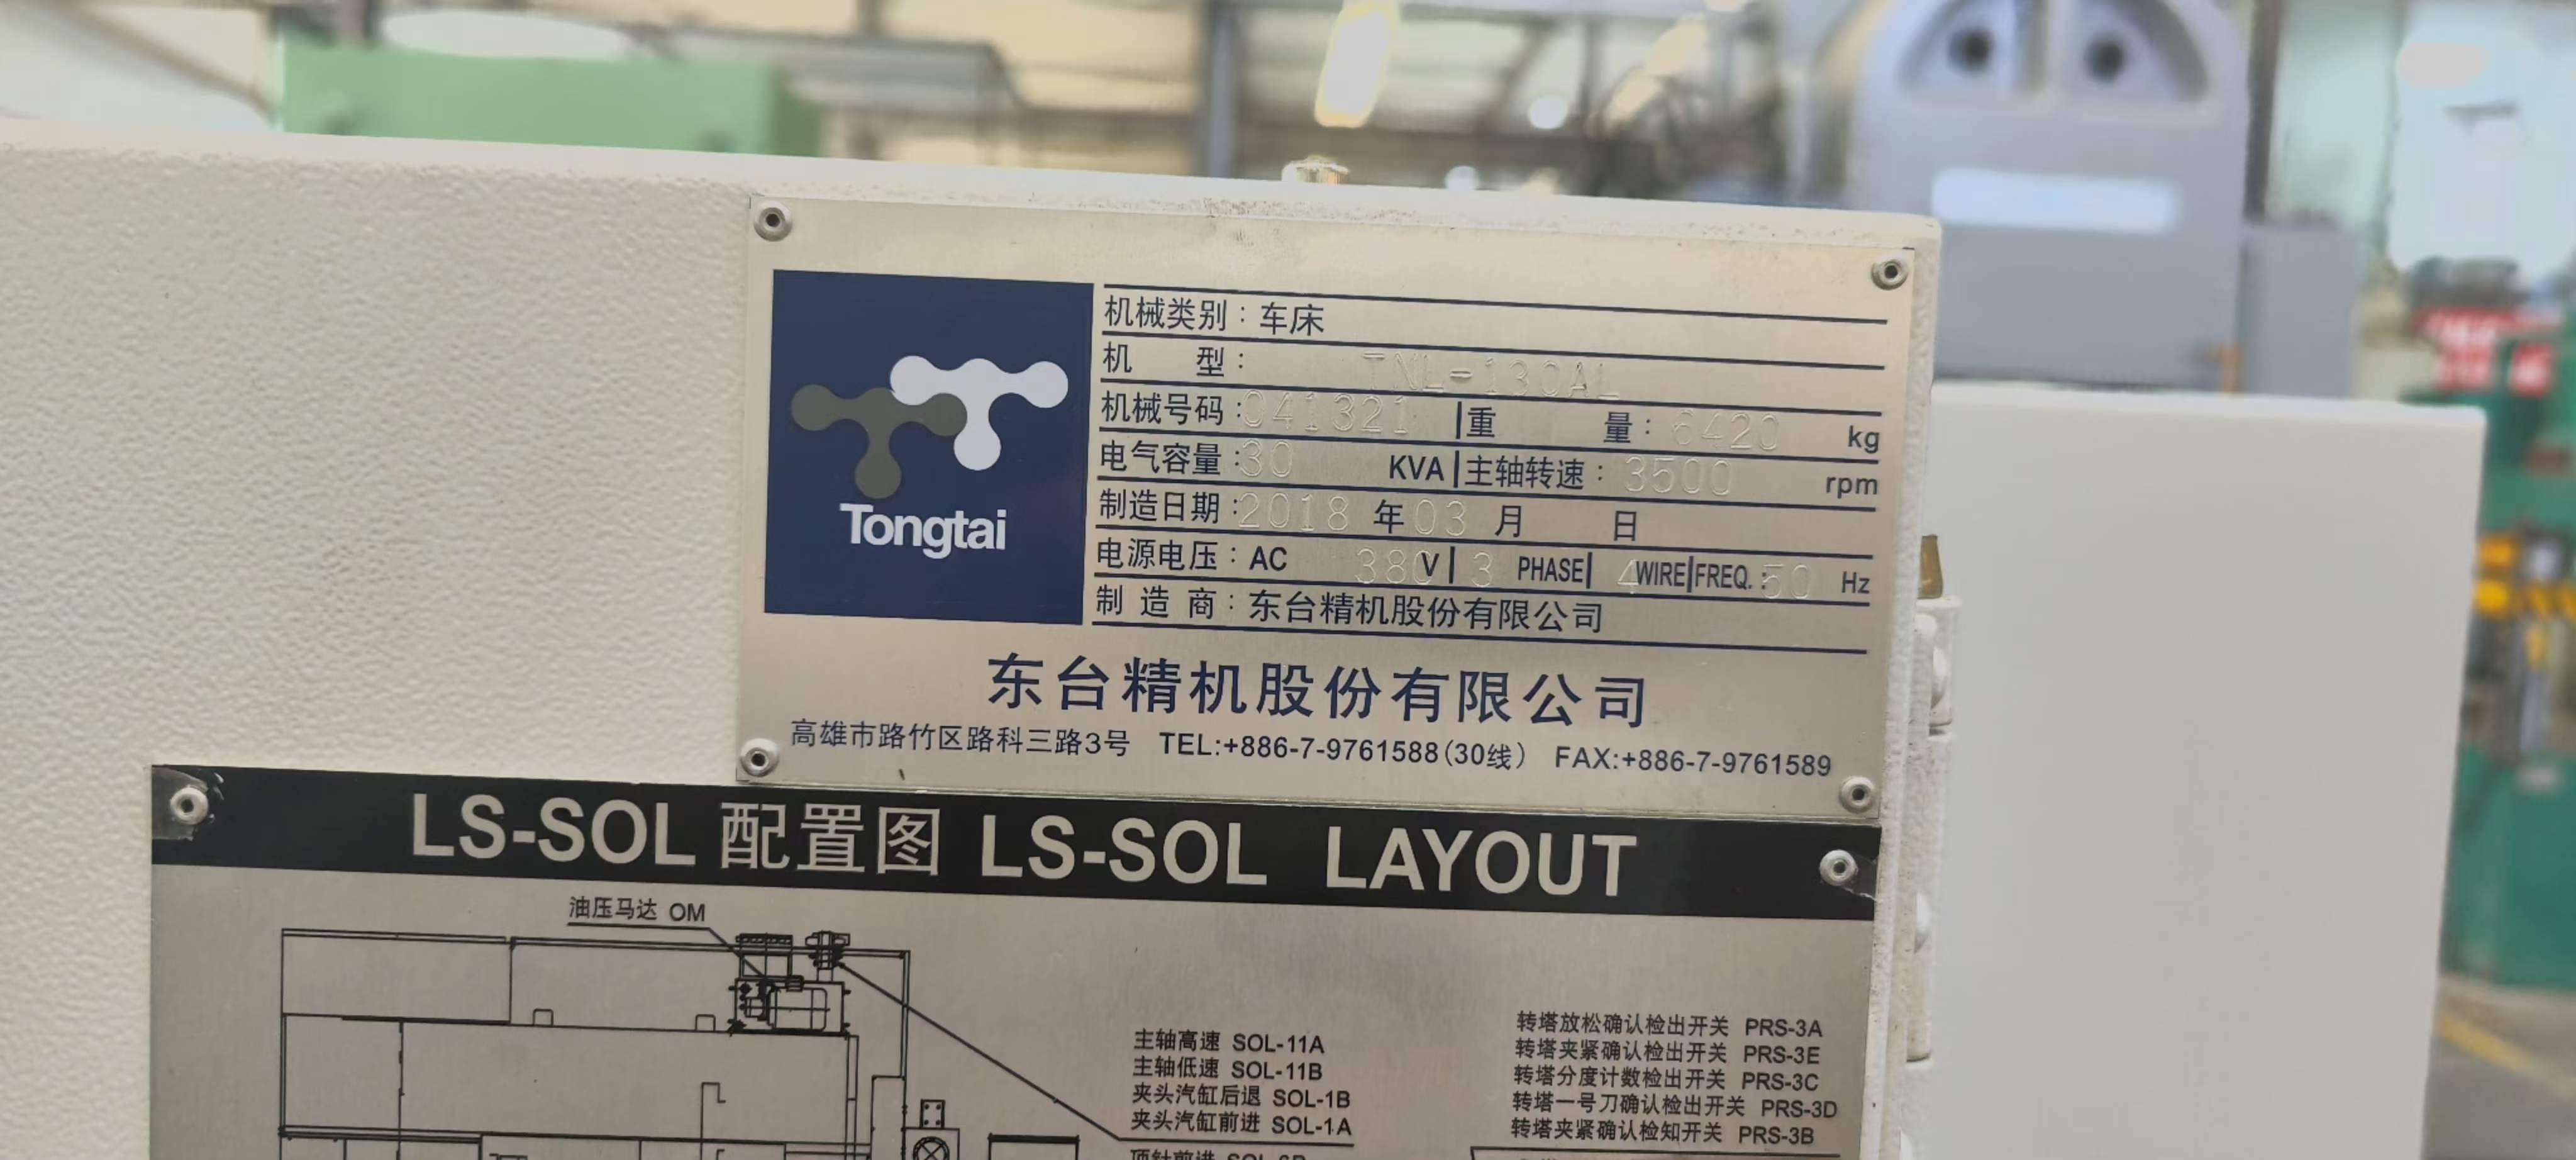 Tongtai
机械类别：车床
机 型： TNL-130AL
机械号码：041321 重 量：6420 kg
电气容量：30 KVA 主轴转速：3500 rpm
制造日期：2018 年 03 月 日
电源电压：AC 380 V 3 PHASE 4 WIRE FREQ.：50 Hz
制 造 商：东台精机股份有限公司
东台精机股份有限公司
高雄市路竹区路科三路3号 TEL:+886-7-9761588(30线) FAX:+886-7-9761589
LS-SOL 配置图 LS-SOL LAYOUT
油压马达 OM
主轴高速 SOL-11A
主轴低速 SOL-11B
夹头汽缸后退 SOL-1B
夹头汽缸前进 SOL-1A
转塔放松确认检出开关 PRS-3A
转塔夹紧确认检出开关 PRS-3E
转塔分度计数检出开关 PRS-3C
转塔一号刀确认检出开关 PRS-3D
转塔夹紧确认检知开关 PRS-3B